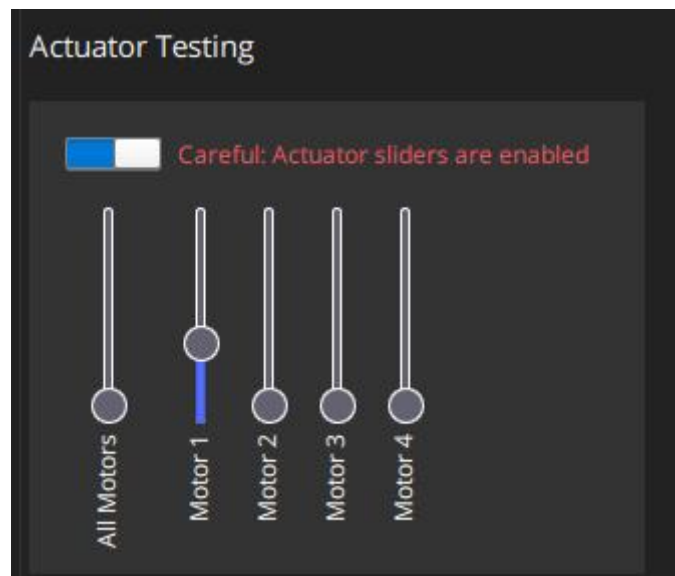 Actuator Testing
Careful: Actuator sliders are enabled
All Motors
Motor 1
Motor 2
Motor 3
Motor 4